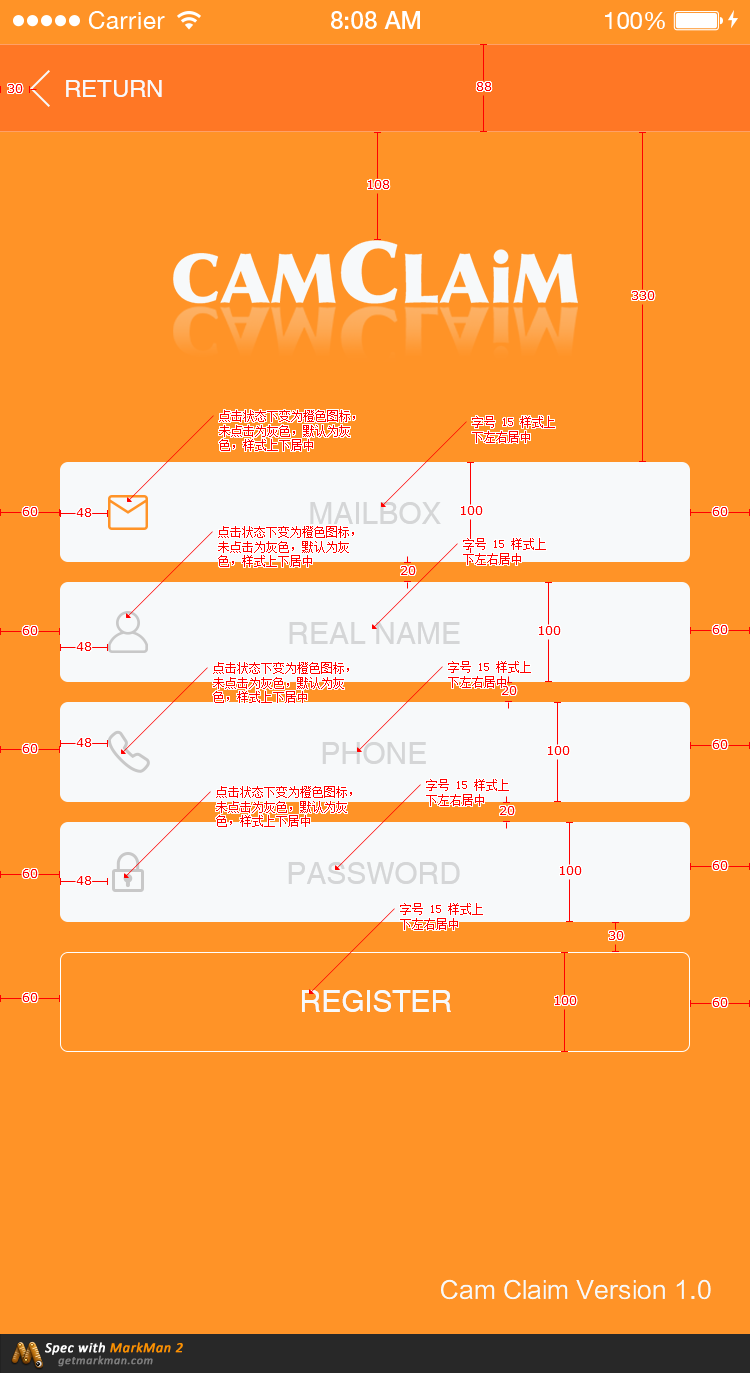 Carrier 8:08 AM 100%
30 RETURN 88
108
CAMCLAiM
330
点击状态下变为橙色图标,
未点击为灰色,默认为灰
色,样式上下居中
字号 15 样式上
下左右居中
60 48 MAILBOX 100 60
点击状态下变为橙色图标,
未点击为灰色,默认为灰
色,样式上下居中
字号 15 样式上
下左右居中
20
60 48 REAL NAME 100 60
点击状态下变为橙色图标,
未点击为灰色,默认为灰
色,样式上下居中
字号 15 样式上
下左右居中
20
60 48 PHONE 100 60
点击状态下变为橙色图标,
未点击为灰色,默认为灰
色,样式上下居中
字号 15 样式上
下左右居中
20
60 48 PASSWORD 100 60
字号 15 样式上
下左右居中
30
60 REGISTER 100 60
Cam Claim Version 1.0
Spec with MarkMan 2
getmarkman.com